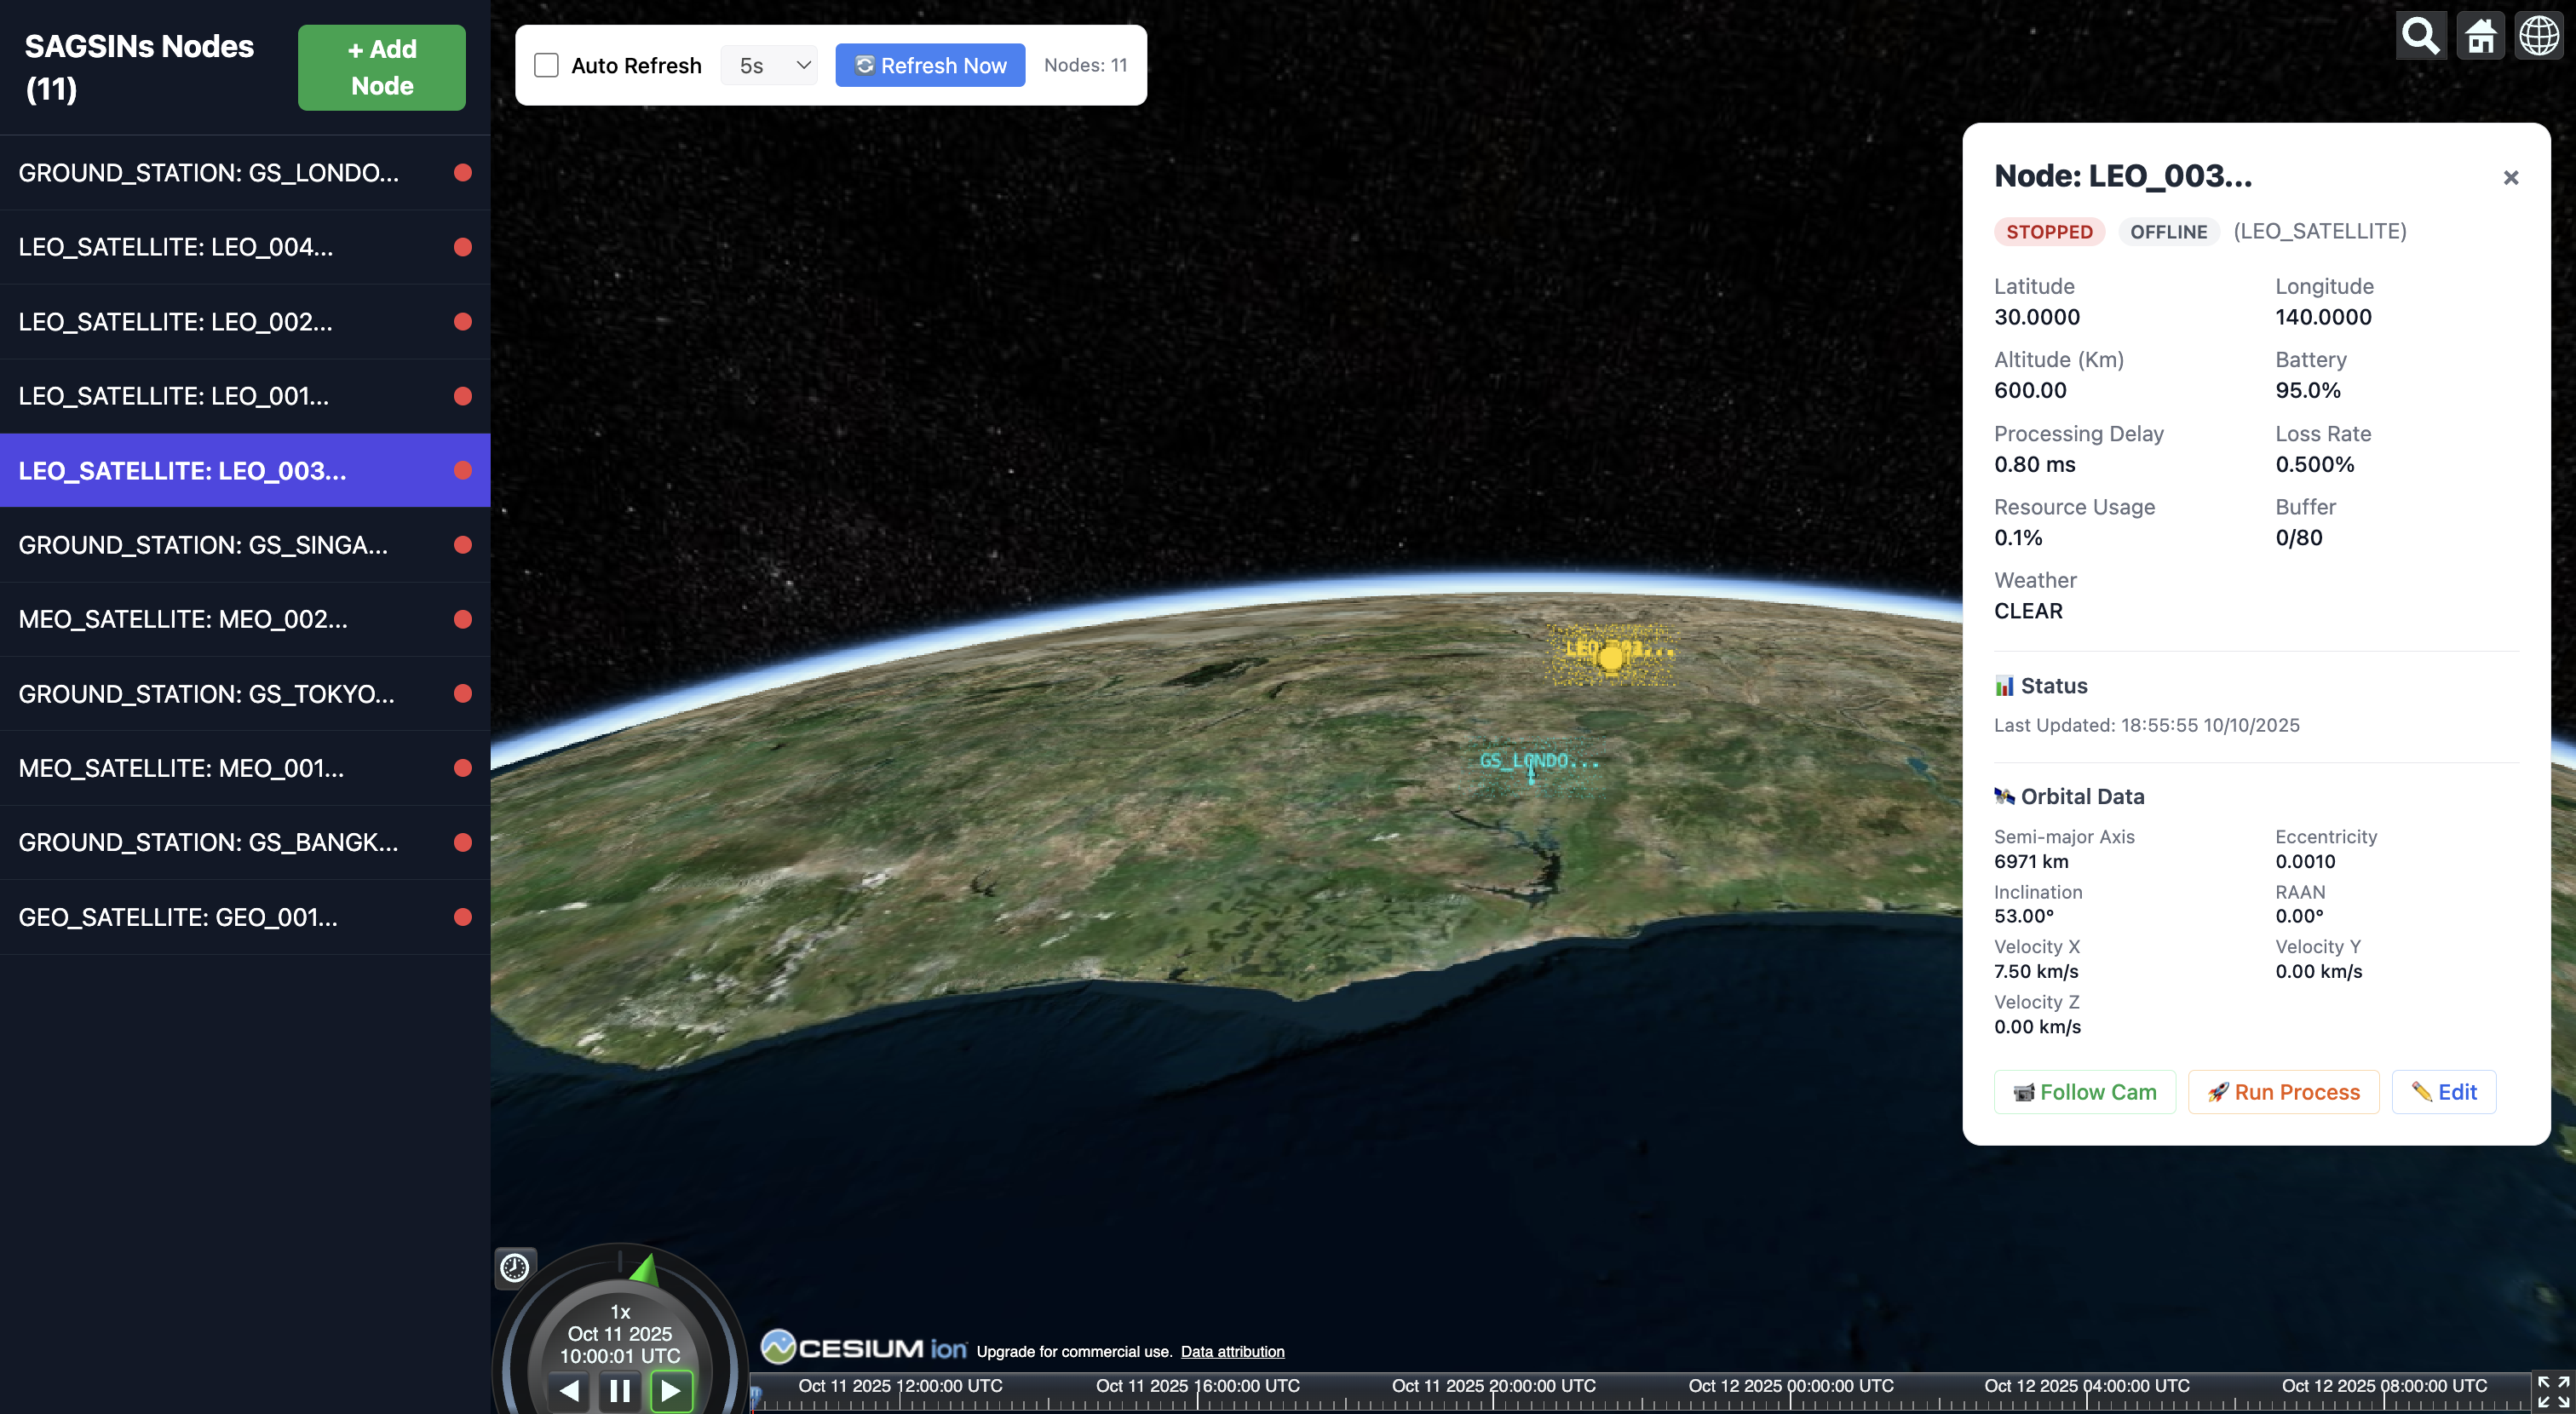 SAGSINs Nodes
(11)
+ Add
Node
GROUND_STATION: GS_LONDO...
LEO_SATELLITE: LEO_004...
LEO_SATELLITE: LEO_002...
LEO_SATELLITE: LEO_001...
LEO_SATELLITE: LEO_003...
GROUND_STATION: GS_SINGA...
MEO_SATELLITE: MEO_002...
GROUND_STATION: GS_TOKYO...
MEO_SATELLITE: MEO_001...
GROUND_STATION: GS_BANGK...
GEO_SATELLITE: GEO_001...
Auto Refresh 5s Refresh Now Nodes: 11
GS_LONDO...
Node: LEO_003... ×
STOPPED OFFLINE (LEO_SATELLITE)
Latitude Longitude
30.0000 140.0000
Altitude (Km) Battery
600.00 95.0%
Processing Delay Loss Rate
0.80 ms 0.500%
Resource Usage Buffer
0.1% 0/80
Weather
CLEAR
Status
Last Updated: 18:55:55 10/10/2025
Orbital Data
Semi-major Axis Eccentricity
6971 km 0.0010
Inclination RAAN
53.00° 0.00°
Velocity X Velocity Y
7.50 km/s 0.00 km/s
Velocity Z
0.00 km/s
Follow Cam Run Process Edit
1x
Oct 11 2025
10:00:01 UTC
CESIUM ion Upgrade for commercial use. Data attribution
Oct 11 2025 12:00:00 UTC Oct 11 2025 16:00:00 UTC Oct 11 2025 20:00:00 UTC Oct 12 2025 00:00:00 UTC Oct 12 2025 04:00:00 UTC Oct 12 2025 08:00:00 UTC